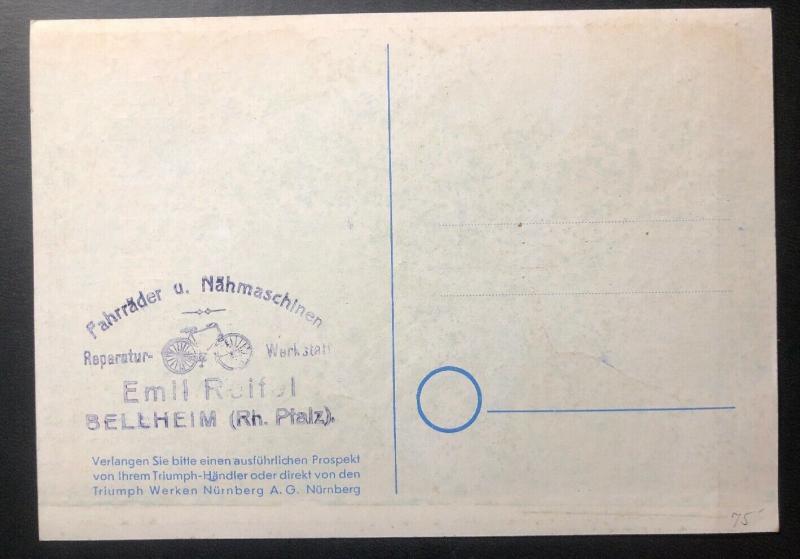 Fahrräder u. Nähmaschinen
Reparatur- Werkstatt
Emil Reifel
BELLHEIM (Rh. Pfalz).
Verlangen Sie bitte einen ausführlichen Prospekt
von Ihrem Triumph-Händler oder direkt von den
Triumph Werken Nürnberg A. G. Nürnberg
75